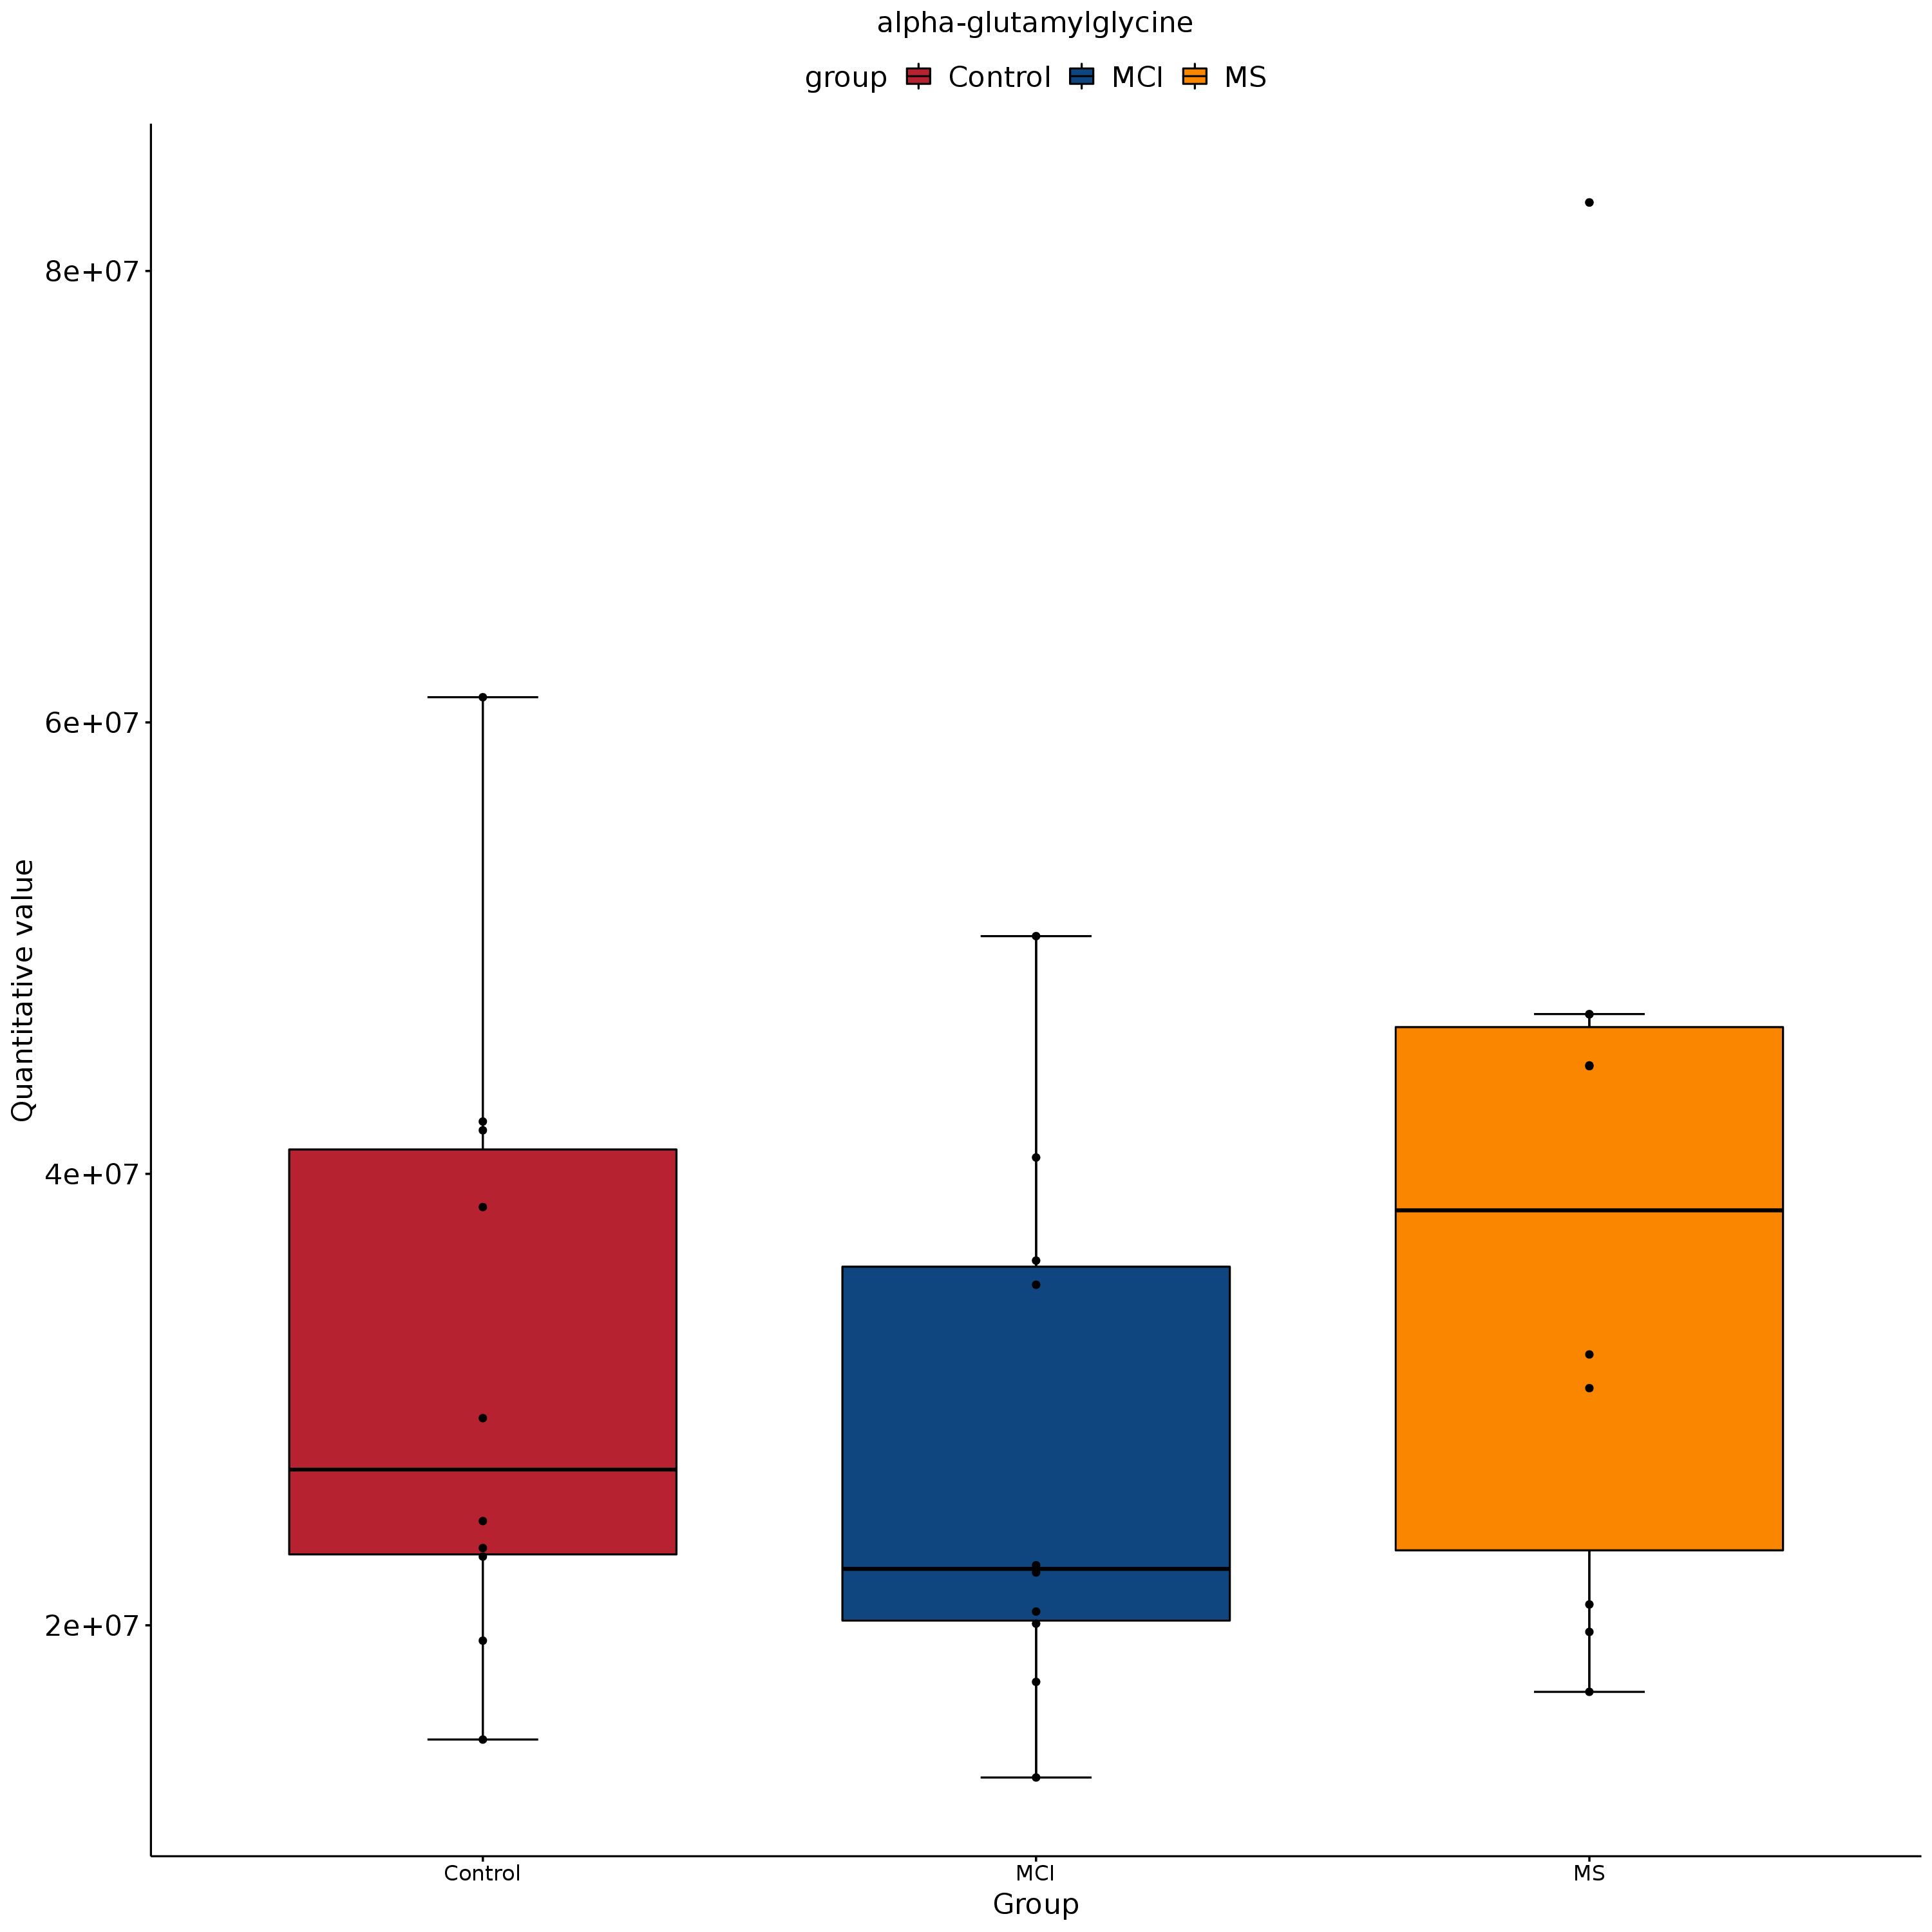 alpha-glutamylglycine
group Control MCI MS
8e+07
6e+07
4e+07
2e+07
Quantitative value
Control MCI MS
Group